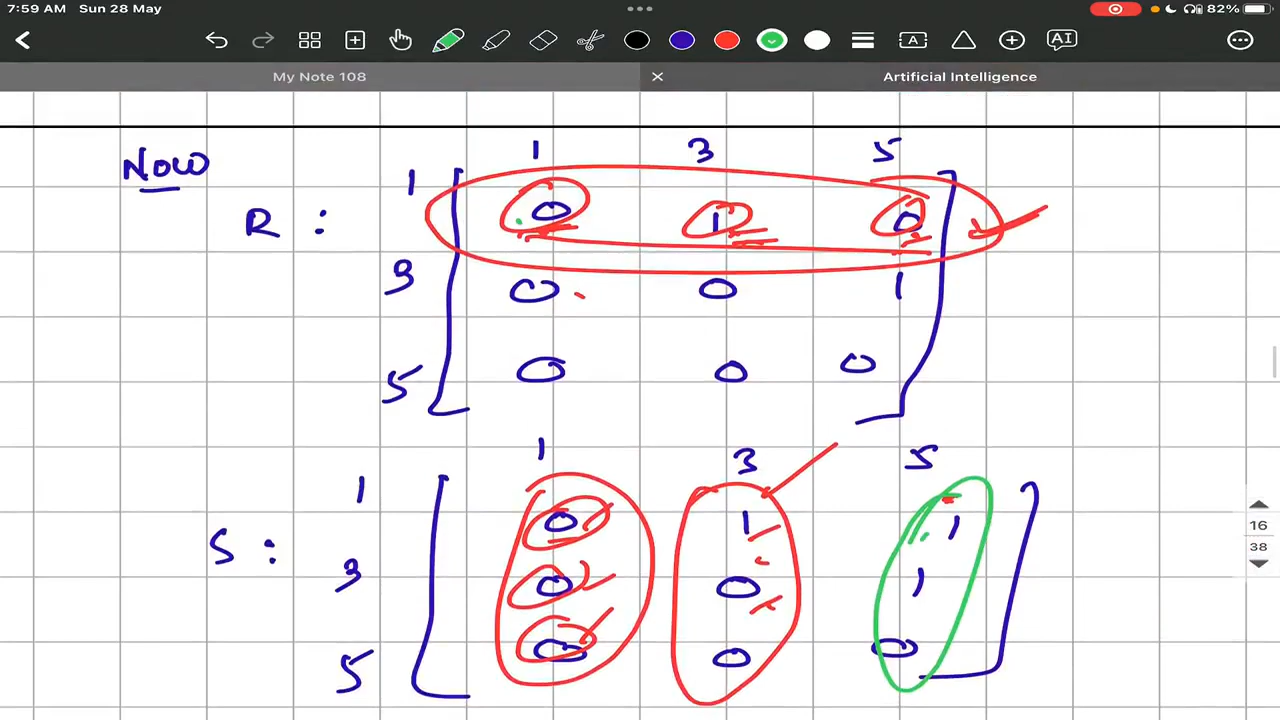 7:59 AM Sun 28 May 82%
My Note 108 Artificial Intelligence
Now
1 3 5
1
R : 0 1 0
3 0 0 1
5 0 0 0
1 3 5
1 0 1 1
S :
3 0 0 1
5 0 0 0
16
38